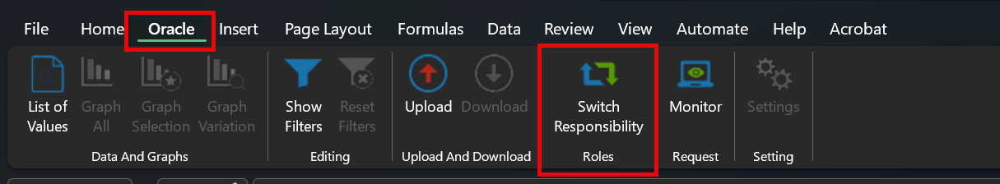 File Home Oracle Insert Page Layout Formulas Data Review View Automate Help Acrobat
List of Values
Graph All
Graph Selection
Graph Variation
Show Filters
Reset Filters
Upload
Download
Switch Responsibility
Monitor
Settings
Data And Graphs
Editing
Upload And Download
Roles
Request
Setting